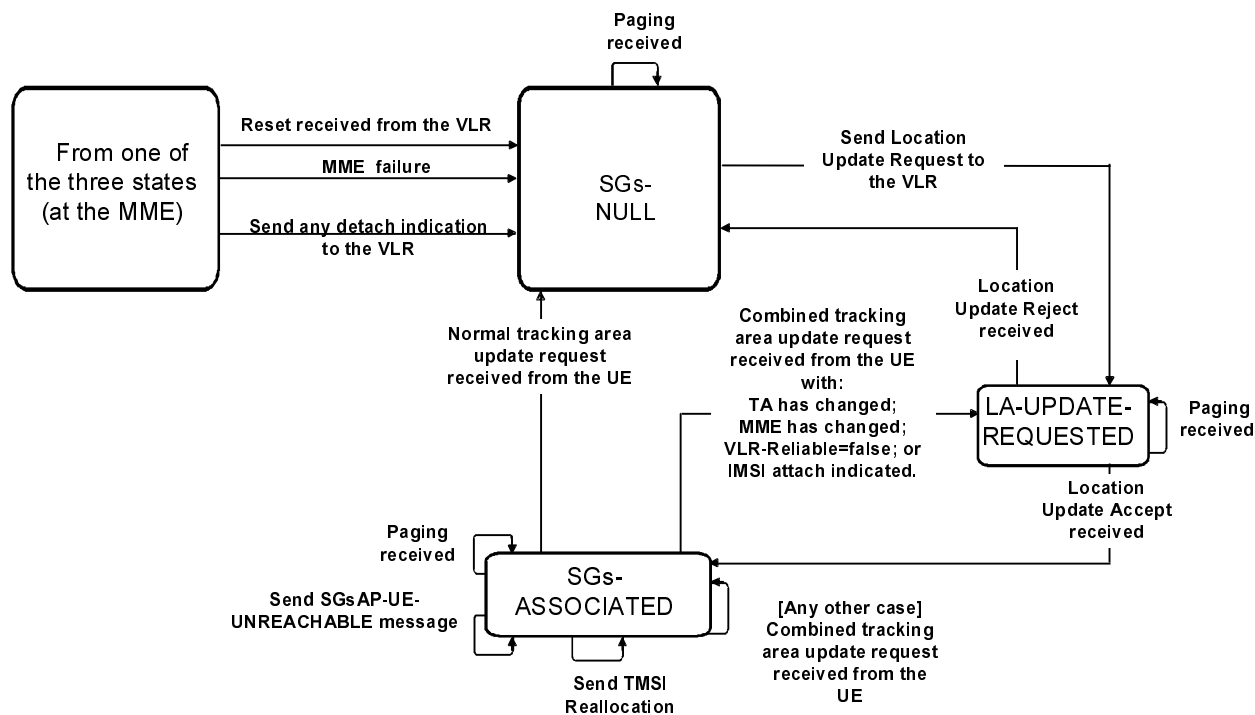 Paging
received
From one of
the three states
(at the MME)
Reset received from the VLR
MME failure
Send any detach indication
to the VLR
SGs-
NULL
Send Location
Update Request to
the VLR
Location
Update Reject
received
Normal tracking area
update request
received from the UE
Combined tracking
area update request
received from the UE
with:
TA has changed;
MME has changed;
VLR-Reliable=false; or
IMSI attach indicated.
LA-UPDATE-
REQUESTED
Paging
received
Location
Update Accept
received
Paging
received
Send SGsAP-UE-
UNREACHABLE message
SGs-
ASSOCIATED
[Any other case]
Combined tracking
area update request
received from the
UE
Send TMSI
Reallocation